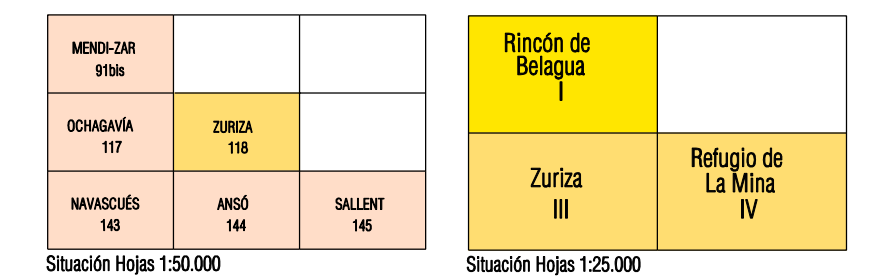 MENDI-ZAR
91bis
OCHAGAVÍA
117
ZURIZA
118
NAVASCUÉS
143
ANSÓ
144
SALLENT
145
Situación Hojas 1:50.000
Rincón de
Belagua
I
Zuriza
III
Refugio de
La Mina
IV
Situación Hojas 1:25.000